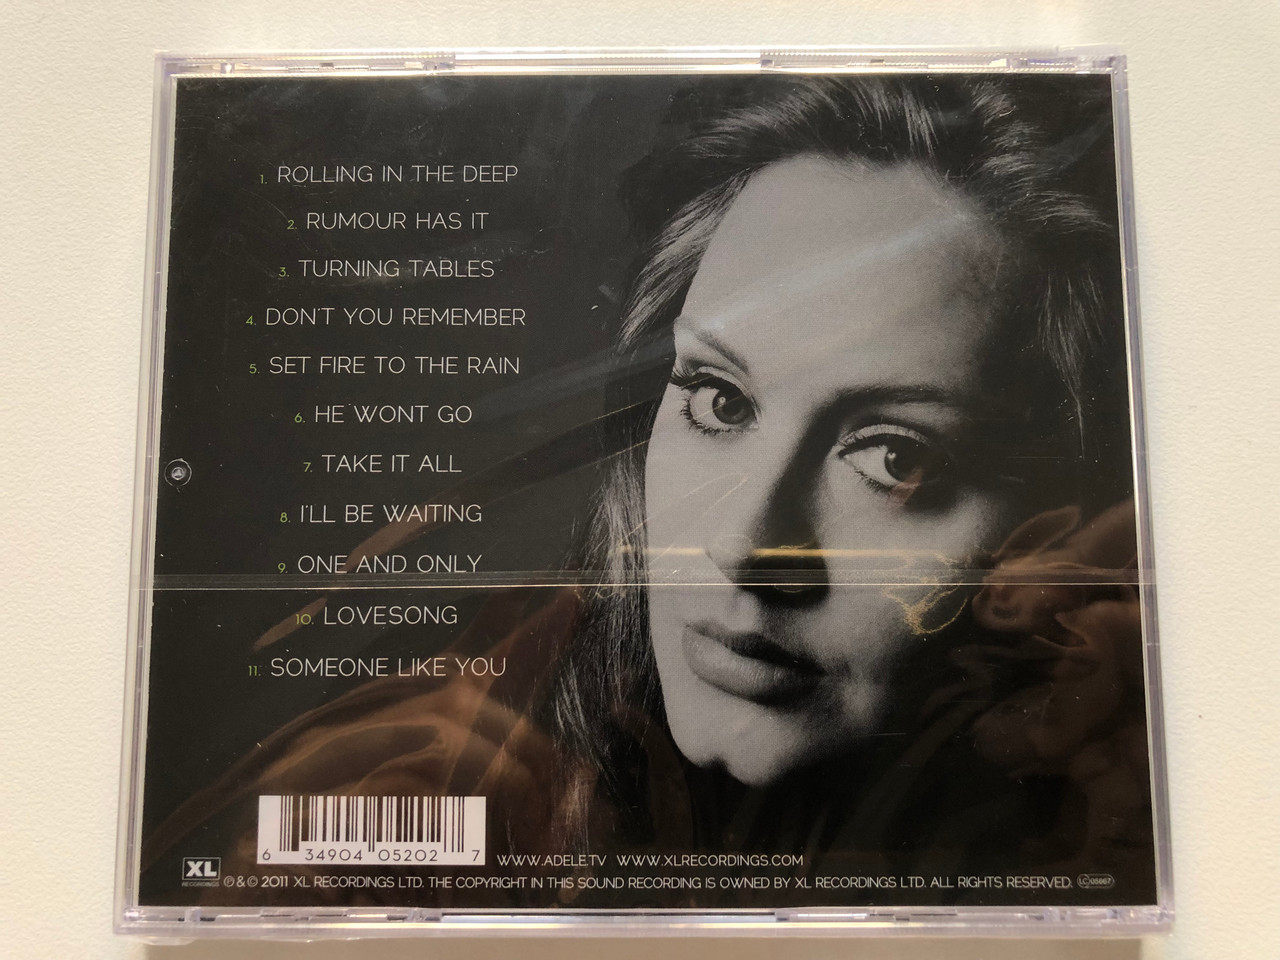 1. ROLLING IN THE DEEP
2. RUMOUR HAS IT
3. TURNING TABLES
4. DON'T YOU REMEMBER
5. SET FIRE TO THE RAIN
6. HE WONT GO
7. TAKE IT ALL
8. I'LL BE WAITING
9. ONE AND ONLY
10. LOVESONG
11. SOMEONE LIKE YOU
6 34904 05202 7
WWW.ADELE.TV WWW.XLRECORDINGS.COM
XL
RECORDINGS
℗ & © 2011 XL RECORDINGS LTD. THE COPYRIGHT IN THIS SOUND RECORDING IS OWNED BY XL RECORDINGS LTD. ALL RIGHTS RESERVED. LC 05667